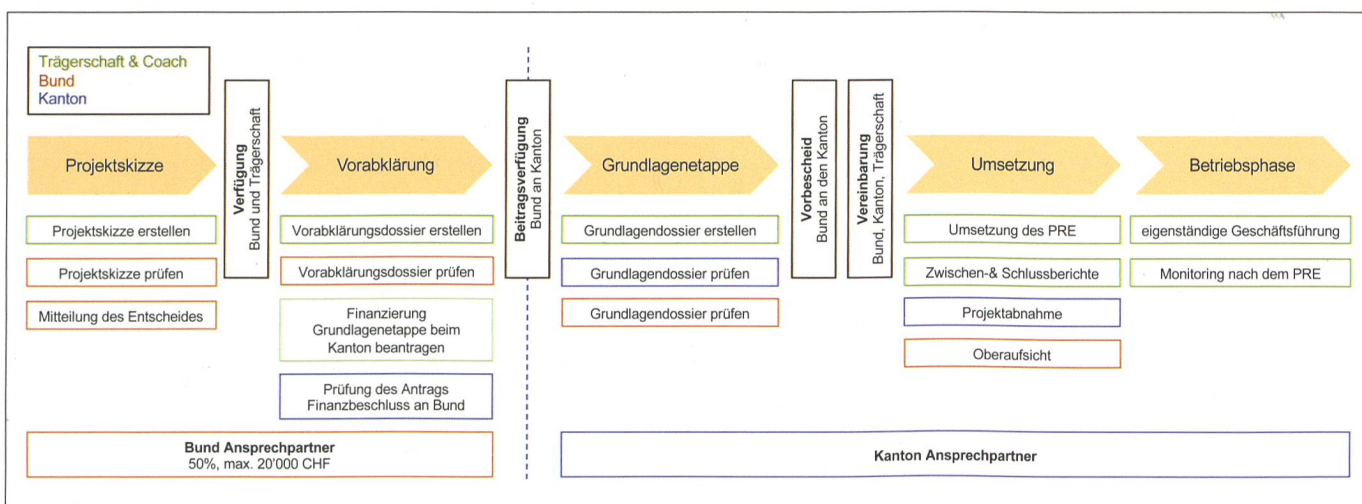 Trägerschaft & Coach
Bund
Kanton
Projektskizze
Projektskizze erstellen
Projektskizze prüfen
Mitteilung des Entscheides
Verfügung
Bund und Trägerschaft
Vorabklärung
Vorabklärungsdossier erstellen
Vorabklärungsdossier prüfen
Finanzierung
Grundlagenetappe beim
Kanton beantragen
Prüfung des Antrags
Finanzbeschluss an Bund
Bund Ansprechpartner
50%, max. 20'000 CHF
Beitragsverfügung
Bund an Kanton
Grundlagenetappe
Grundlagendossier erstellen
Grundlagendossier prüfen
Grundlagendossier prüfen
Vorbescheid
Bund an den Kanton
Vereinbarung
Bund, Kanton, Trägerschaft
Umsetzung
Umsetzung des PRE
Zwischen-& Schlussberichte
Projektabnahme
Oberaufsicht
Betriebsphase
eigenständige Geschäftsführung
Monitoring nach dem PRE
Kanton Ansprechpartner